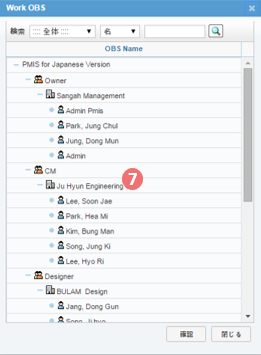 Work OBS
検索 :::: 全体 :::: 名
OBS Name
PMIS for Japanese Version
Owner
Sangah Management
Admin Pmis
Park, Jung Chul
Jung, Dong Mun
Admin
CM
Ju Hyun Engineering 7
Lee, Soon Jae
Park, Hea Mi
Kim, Bung Man
Song, Jung Ki
Lee, Hyo Ri
Designer
BULAM Design
Jang, Dong Gun
確認 閉じる